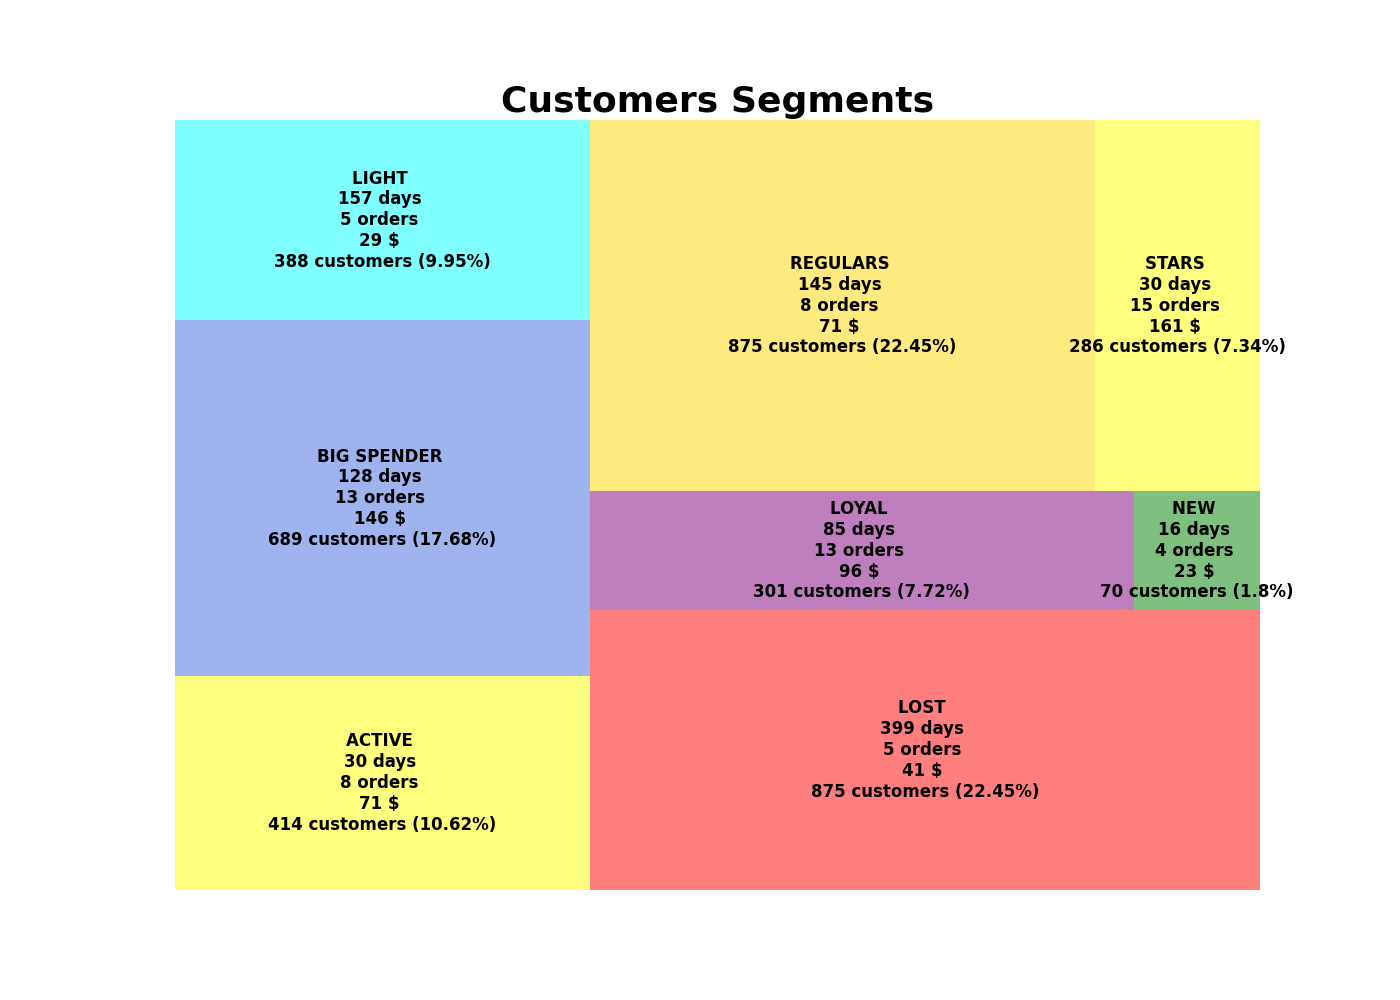 Customers Segments
LIGHT
157 days
5 orders
29 $
388 customers (9.95%)
BIG SPENDER
128 days
13 orders
146 $
689 customers (17.68%)
ACTIVE
30 days
8 orders
71 $
414 customers (10.62%)
REGULARS
145 days
8 orders
71 $
875 customers (22.45%)
STARS
30 days
15 orders
161 $
286 customers (7.34%)
LOYAL
85 days
13 orders
96 $
301 customers (7.72%)
NEW
16 days
4 orders
23 $
70 customers (1.8%)
LOST
399 days
5 orders
41 $
875 customers (22.45%)